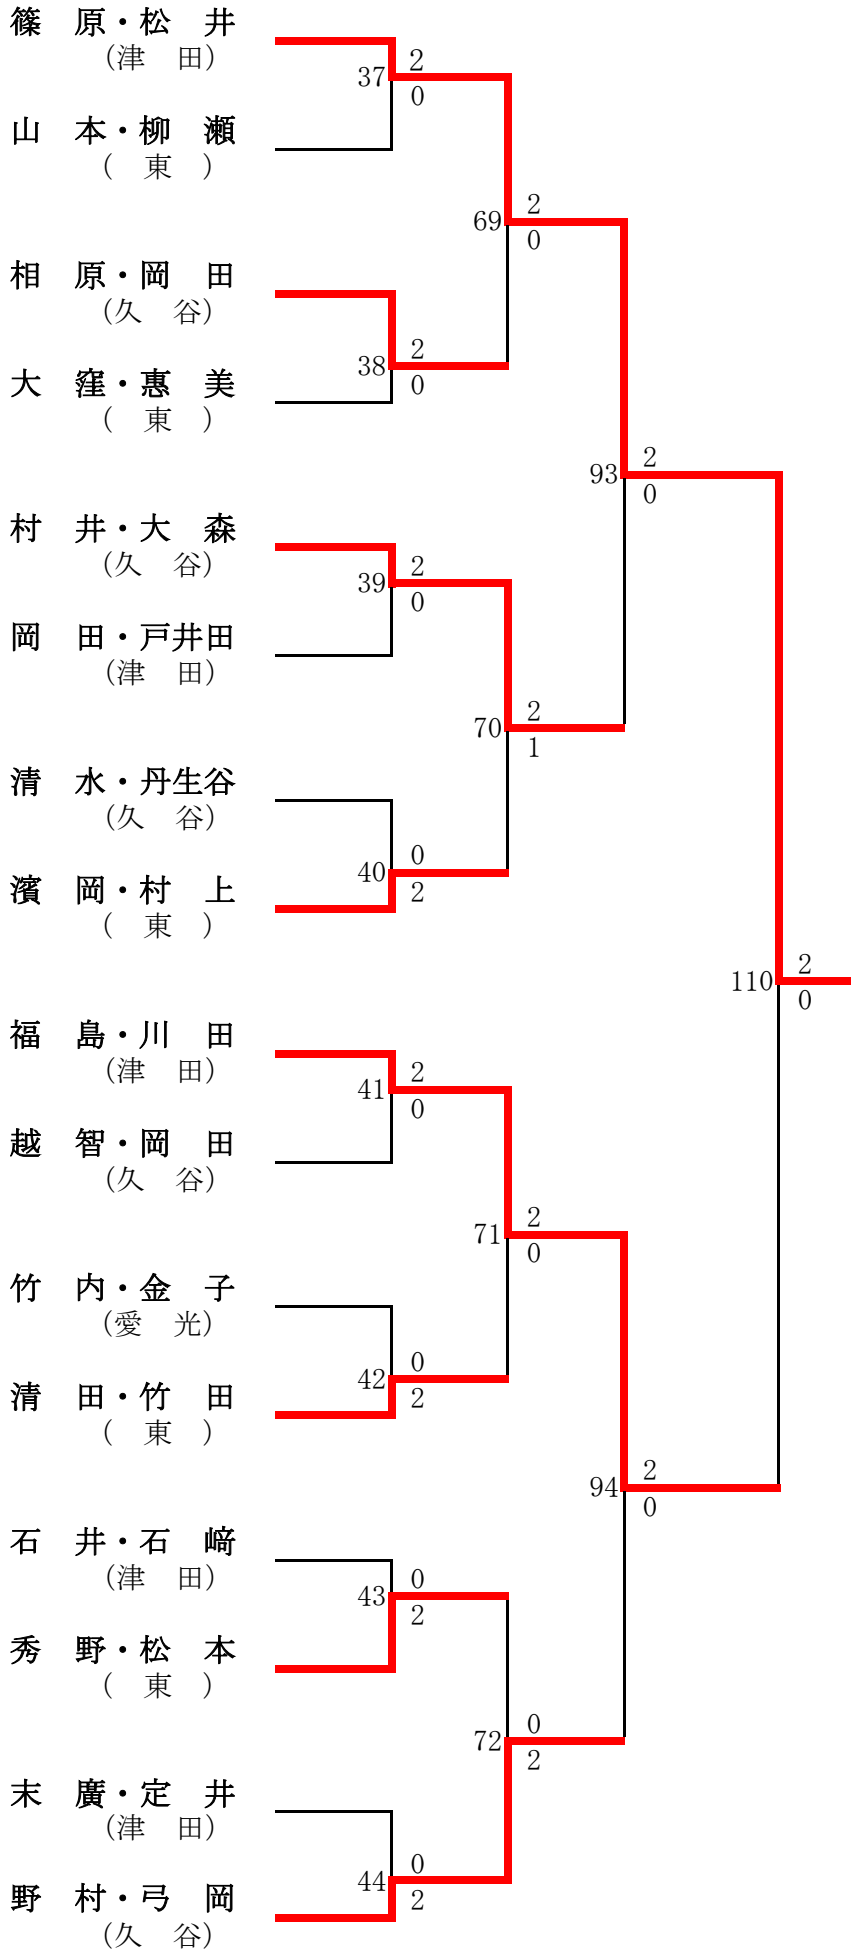 篠　原・松　井
（津　田）
37
2
0
山　本・柳　瀬
（　東　）
69
2
0
相　原・岡　田
（久　谷）
38
2
0
大　窪・惠　美
（　東　）
93
2
0
村　井・大　森
（久　谷）
39
2
0
岡　田・戸井田
（津　田）
70
2
1
清　水・丹生谷
（久　谷）
40
0
2
濱　岡・村　上
（　東　）
110
2
0
福　島・川　田
（津　田）
41
2
0
越　智・岡　田
（久　谷）
71
2
0
竹　内・金　子
（愛　光）
42
0
2
清　田・竹　田
（　東　）
94
2
0
石　井・石　﨑
（津　田）
43
0
2
秀　野・松　本
（　東　）
72
0
2
末　廣・定　井
（津　田）
44
0
2
野　村・弓　岡
（久　谷）